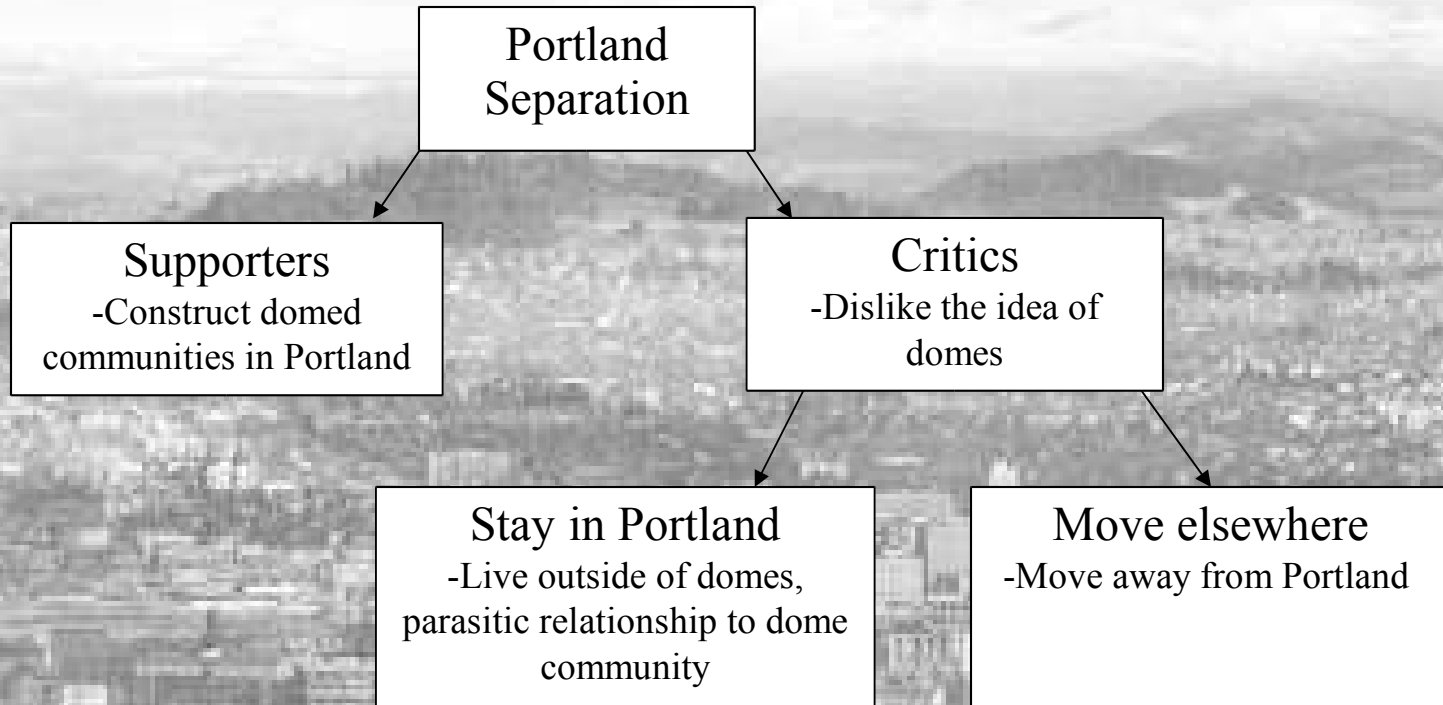 Portland
Separation
Supporters
-Construct domed
communities in Portland
Critics
-Dislike the idea of
domes
Stay in Portland
-Live outside of domes,
parasitic relationship to dome
community
Move elsewhere
-Move away from Portland